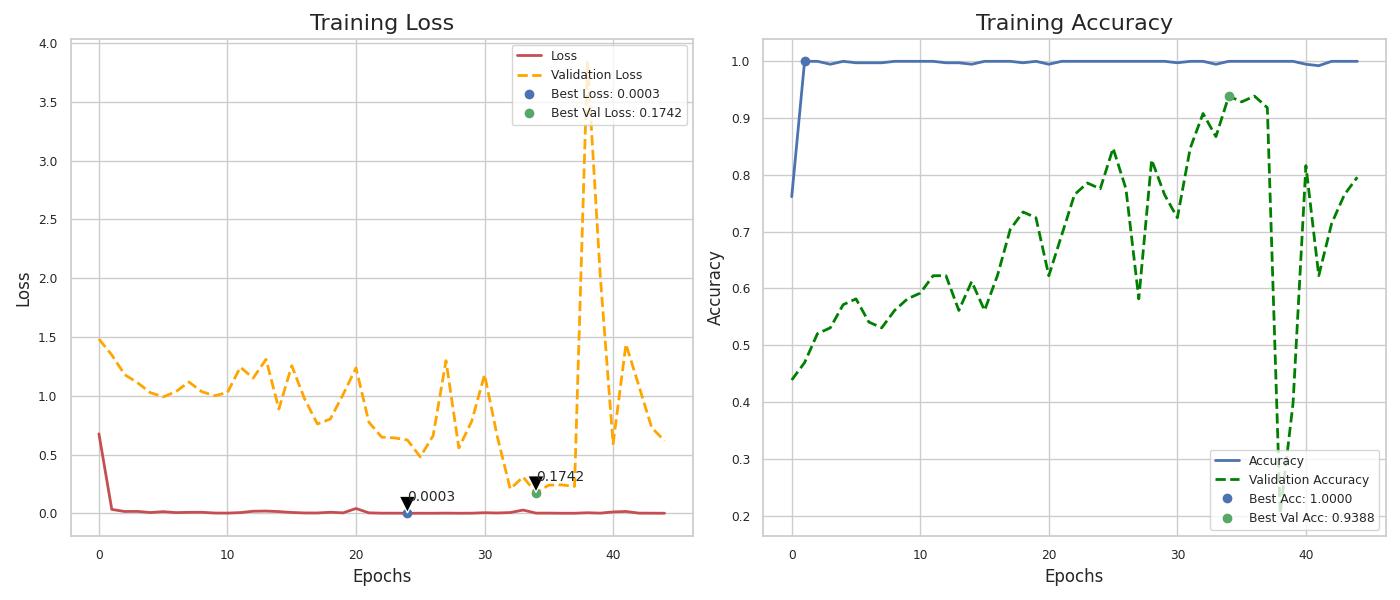 Training Loss
4.0
3.5
3.0
2.5
2.0
1.5
1.0
0.5
0.0
Loss
Loss
Validation Loss
Best Loss: 0.0003
Best Val Loss: 0.1742
0.0003
0.1742
0
10
20
30
40
Epochs
Training Accuracy
1.0
0.9
0.8
0.7
0.6
0.5
0.4
0.3
0.2
Accuracy
Accuracy
Validation Accuracy
Best Acc: 1.0000
Best Val Acc: 0.9388
0
10
20
30
40
Epochs